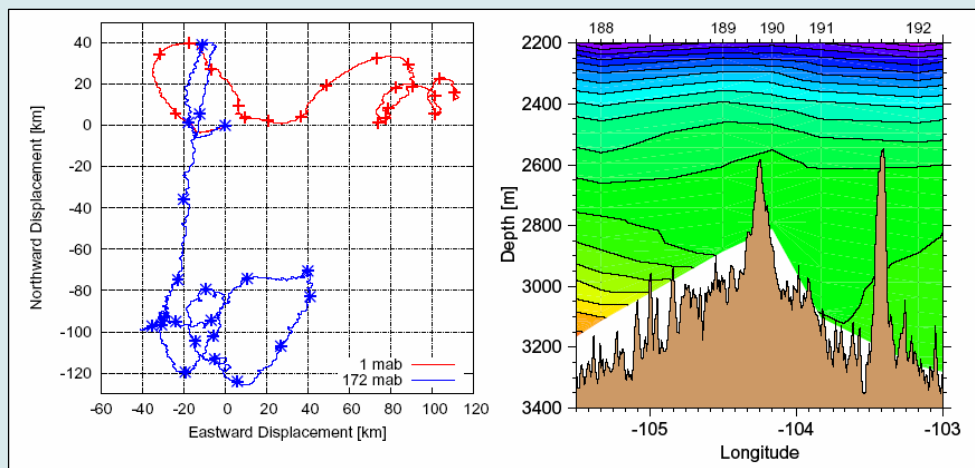 40
20
0
-20
-40
-60
-80
-100
-120
-60 -40 -20 0 20 40 60 80 100 120
Northward Displacement [km]
Eastward Displacement [km]
1 mab
172 mab
188 189 190 191 192
2200
2400
2600
2800
3000
3200
3400
Depth [m]
-105 -104 -103
Longitude